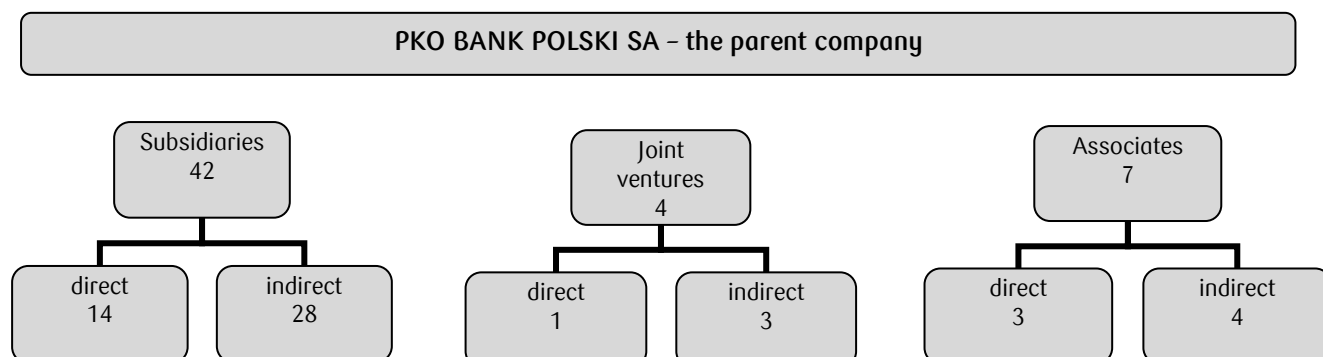 PKO BANK POLSKI SA – the parent company
Subsidiaries
42
direct
14
indirect
28
Joint
ventures
4
direct
1
indirect
3
Associates
7
direct
3
indirect
4